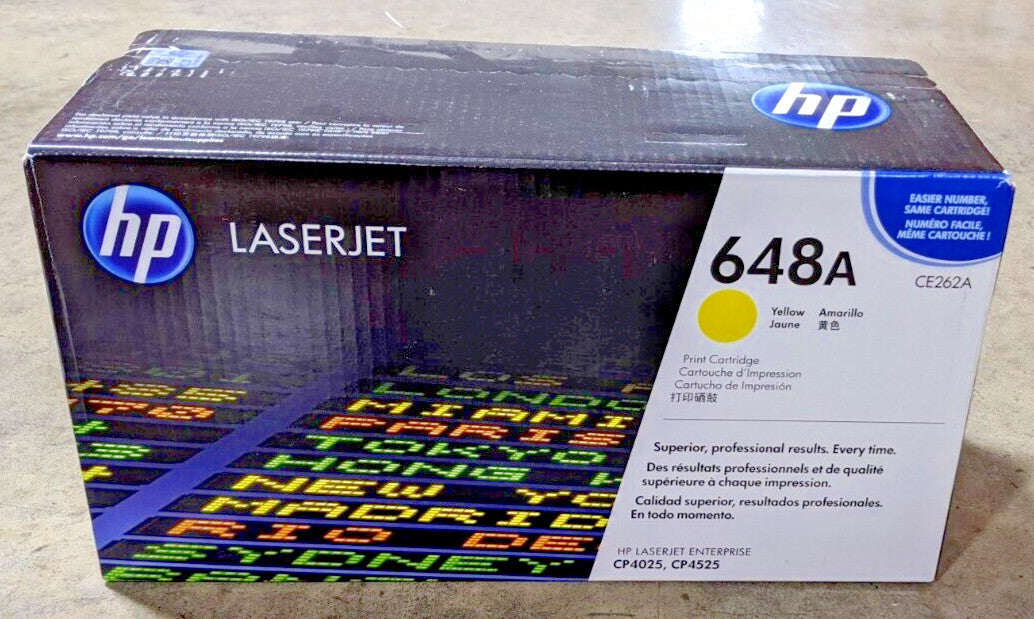 hp
hp
LASERJET
EASIER NUMBER,
SAME CARTRIDGE!
NUMÉRO FACILE,
MÊME CARTOUCHE !
648A
CE262A
Yellow Amarillo
Jaune 黄色
Print Cartridge
Cartouche d'Impression
Cartucho de Impresión
打印硒鼓
Superior, professional results. Every time.
Des résultats professionnels et de qualité
supérieure à chaque impression.
Calidad superior, resultados profesionales.
En todo momento.
HP LASERJET ENTERPRISE
CP4025, CP4525
LONDO
MIAMI
PARIS
TOKYO
HONG
NEW YO
MADRID
RIO DE
SYDNEY